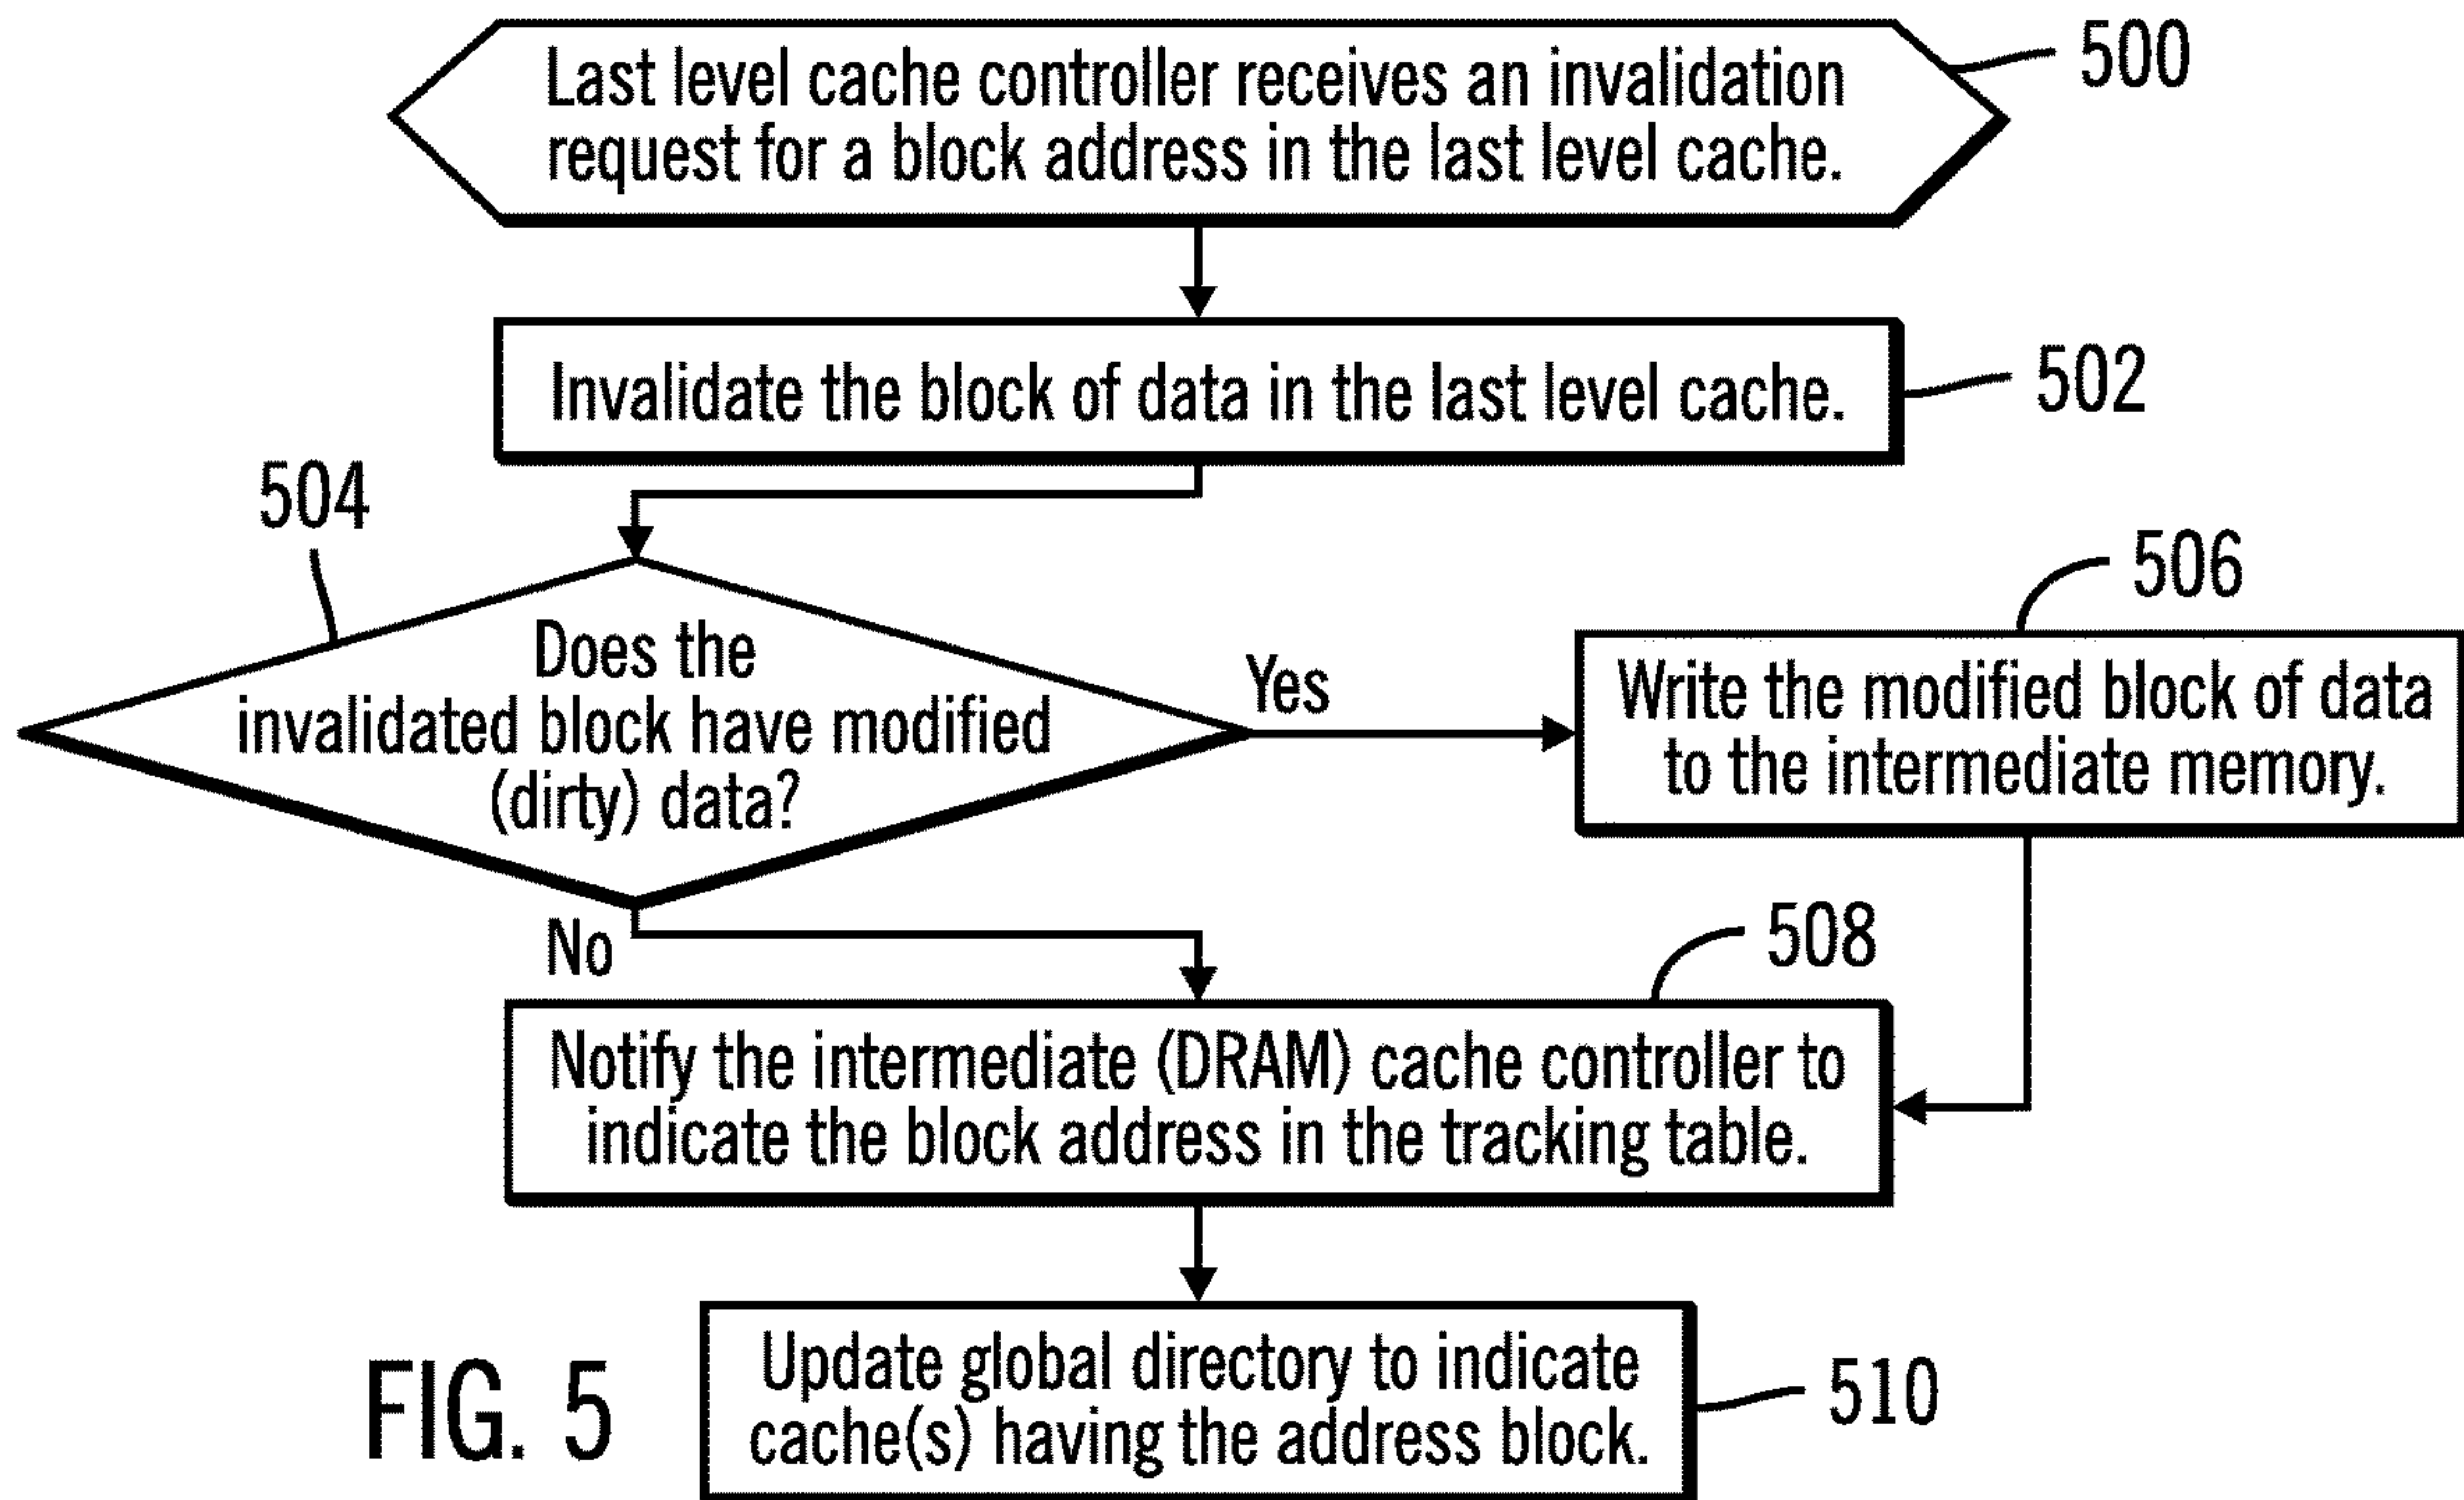 Last level cache controller receives an invalidation
request for a block address in the last level cache.
500
Invalidate the block of data in the last level cache.
502
504
Does the
invalidated block have modified
(dirty) data?
Yes
506
Write the modified block of data
to the intermediate memory.
No
508
Notify the intermediate (DRAM) cache controller to
indicate the block address in the tracking table.
Update global directory to indicate
cache(s) having the address block.
510
FIG. 5